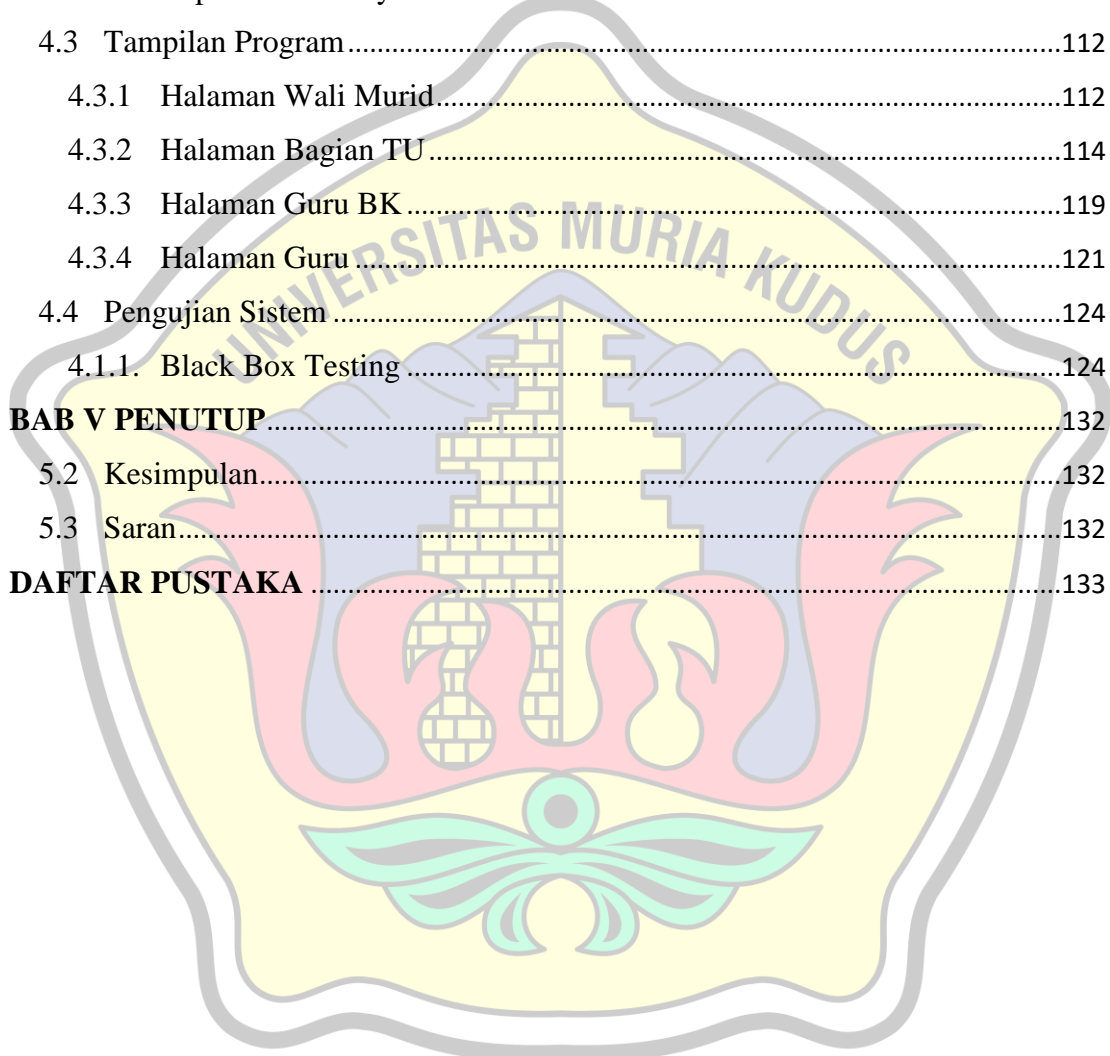 4.3 Tampilan Program 112
4.3.1 Halaman Wali Murid 112
4.3.2 Halaman Bagian TU 114
4.3.3 Halaman Guru BK 119
4.3.4 Halaman Guru 121
4.4 Pengujian Sistem 124
4.1.1. Black Box Testing 124
BAB V PENUTUP 132
5.2 Kesimpulan 132
5.3 Saran 132
DAFTAR PUSTAKA 133
UNIVERSITAS MURIA KUDUS